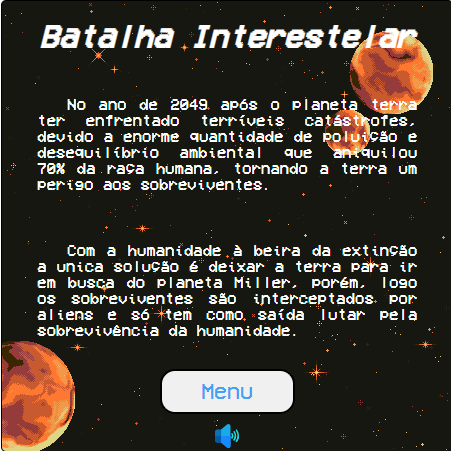 Batalha Interestelar
No ano de 2049 após o planeta terra
ter enfrentado terríveis catástrofes,
devido a enorme quantidade de poluição e
desequilíbrio ambiental que aniquilou
70% da raça humana, tornando a terra um
perigo aos sobreviventes.
Com a humanidade à beira da extinção
a unica solução é deixar a terra para ir
em busca do planeta Miller, porém, logo
os sobreviventes são interceptados por
aliens e só tem como saída lutar pela
sobrevivência da humanidade.
Menu